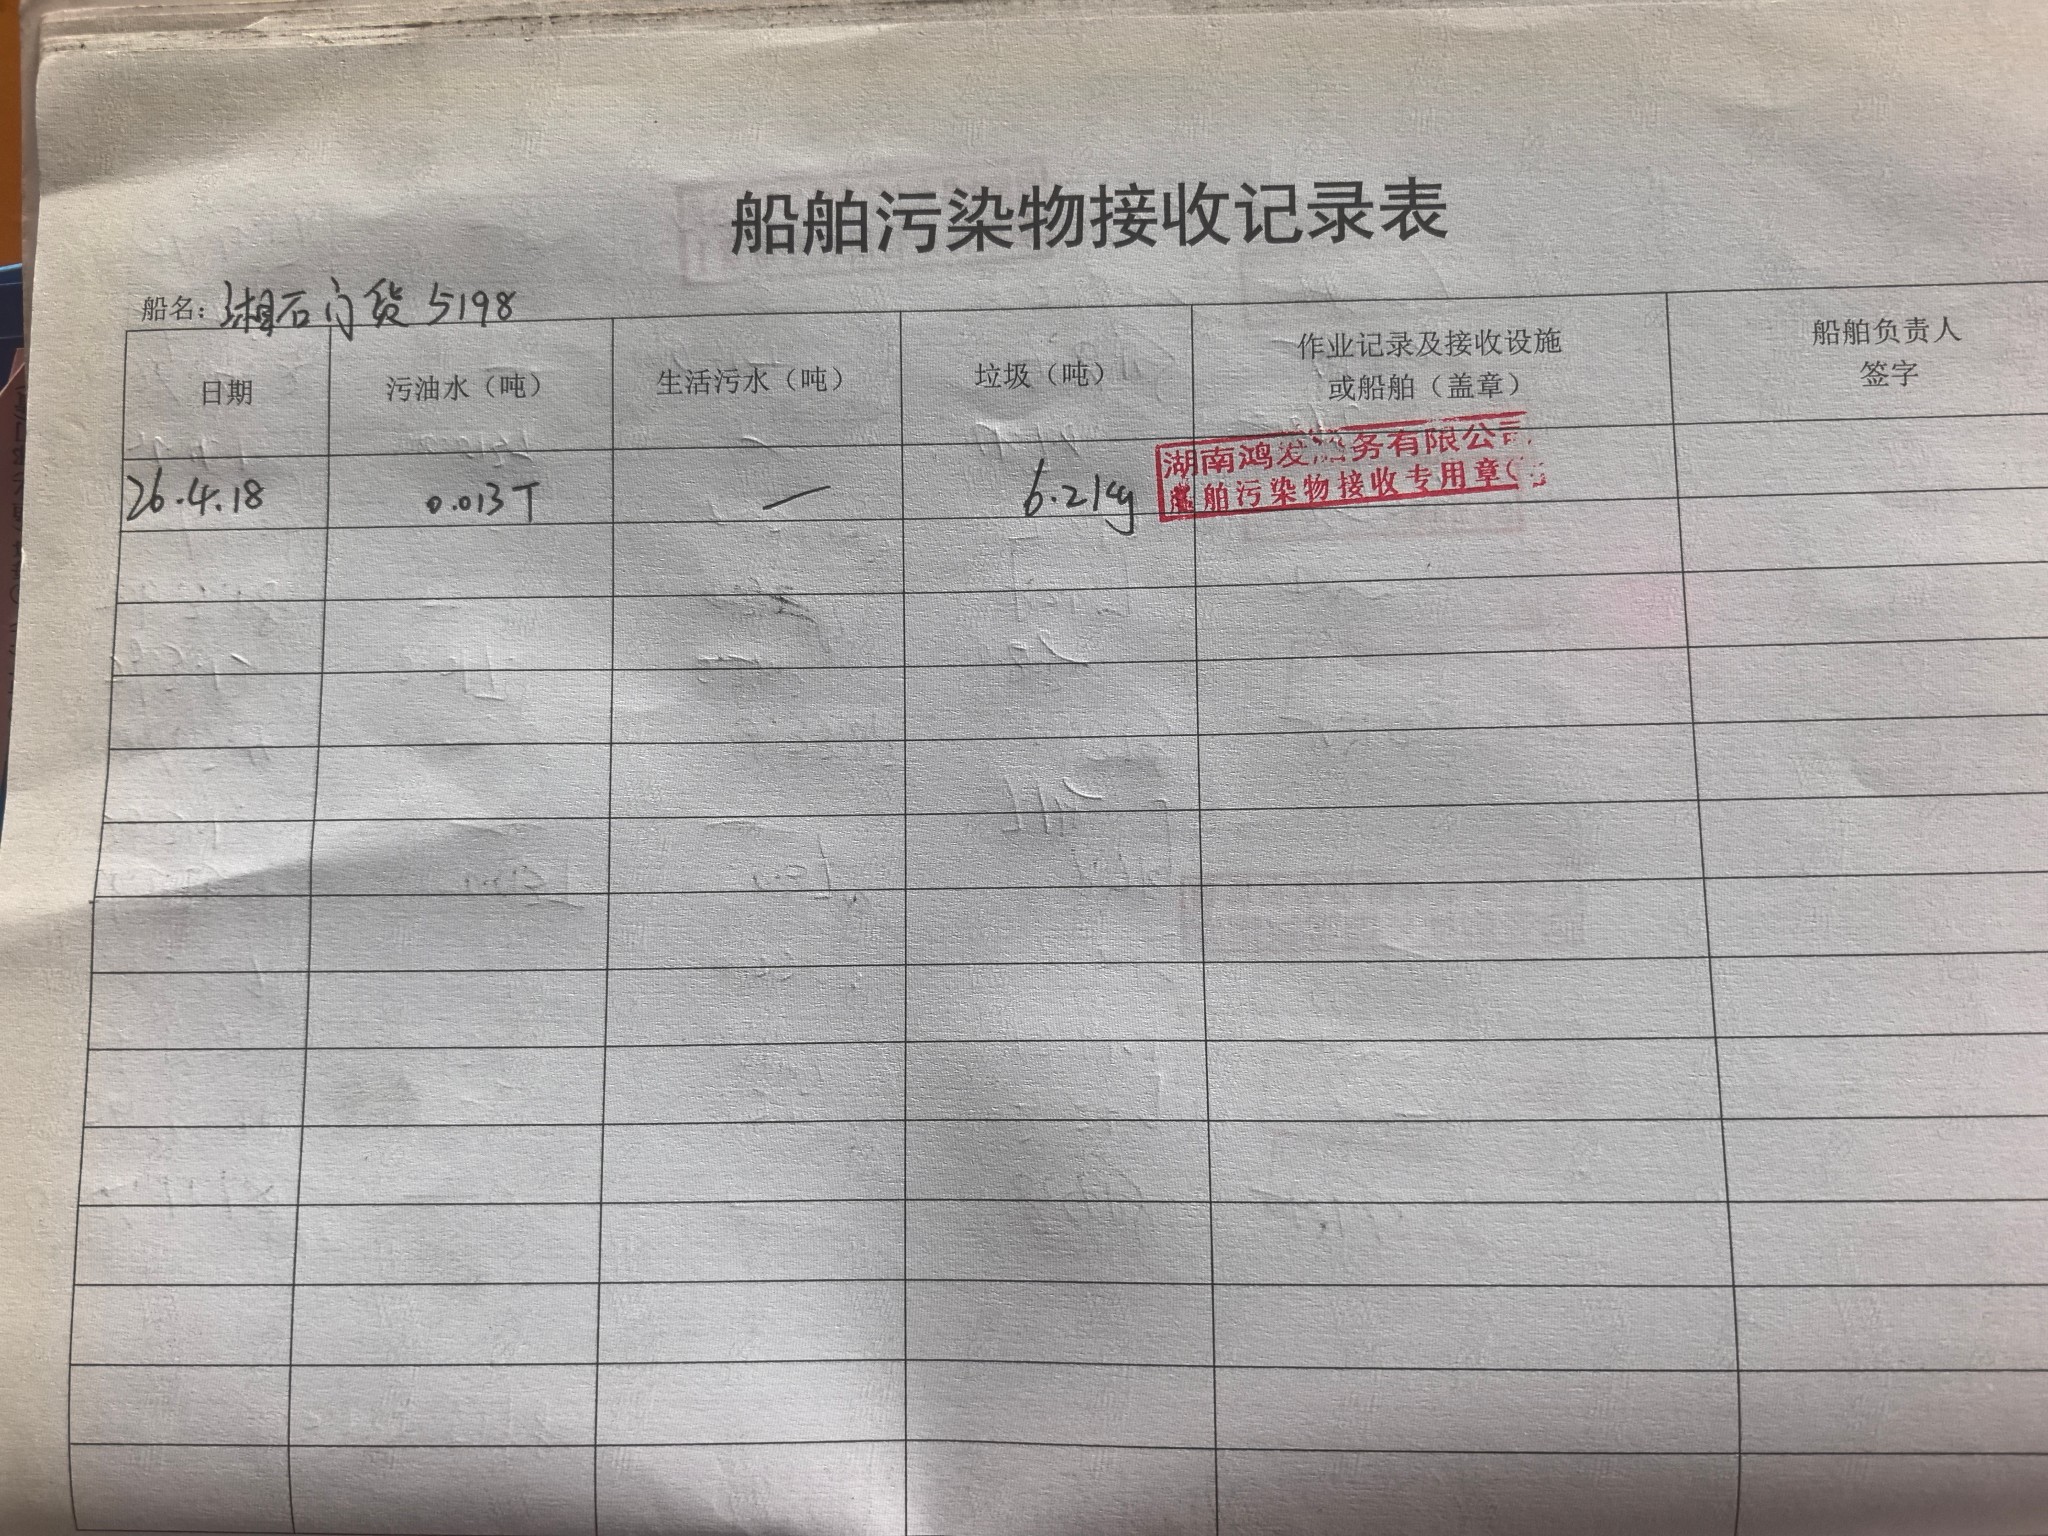 船舶污染物接收记录表
船名：湘石门货5198
日期
污油水（吨）
生活污水（吨）
垃圾（吨）
作业记录及接收设施
或船舶（盖章）
船舶负责人
签字
26.4.18
0.013T
—
6.21kg
湖南鸿发务有限公司
船舶污染物接收专用章